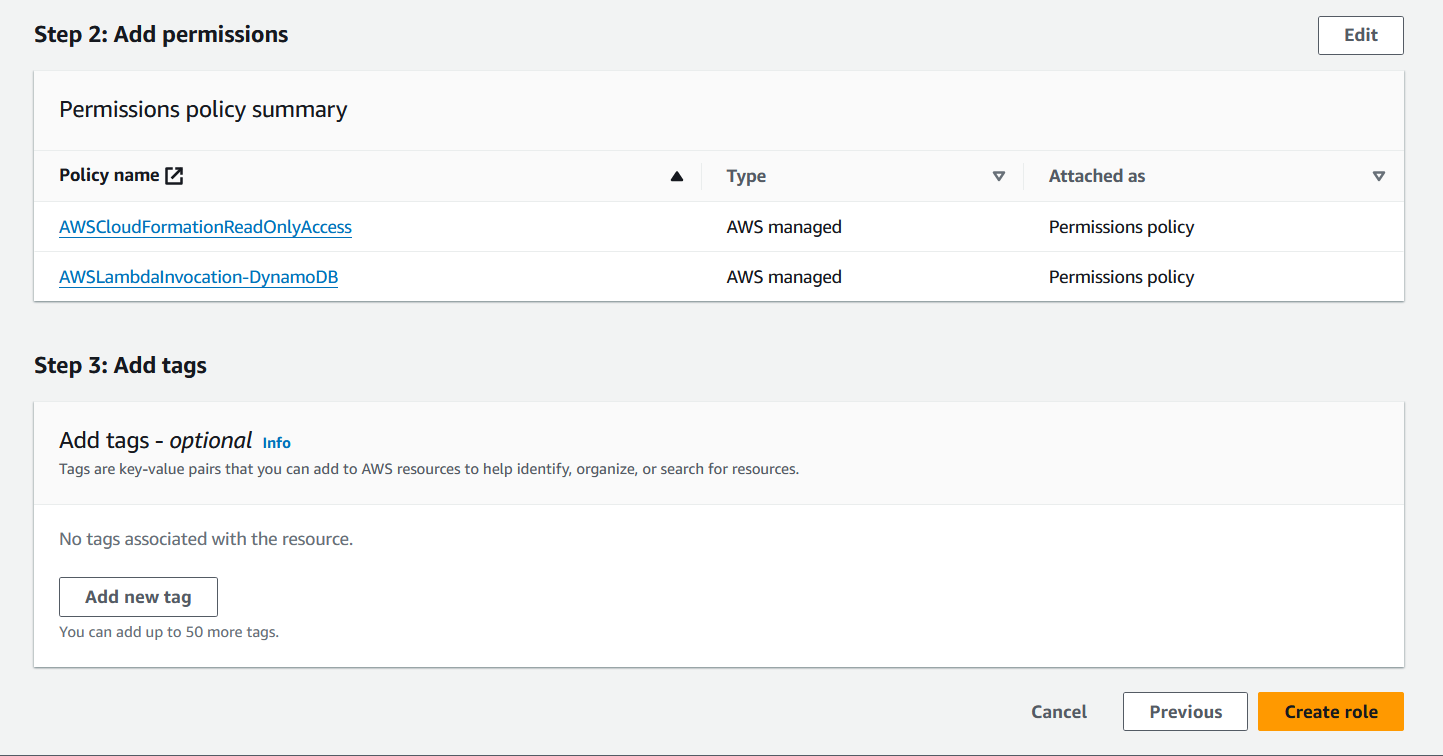 Step 2: Add permissions
Edit
Permissions policy summary
Policy name
Type
Attached as
AWSCloudFormationReadOnlyAccess
AWS managed
Permissions policy
AWSLambdaInvocation-DynamoDB
AWS managed
Permissions policy
Step 3: Add tags
Add tags - optional Info
Tags are key-value pairs that you can add to AWS resources to help identify, organize, or search for resources.
No tags associated with the resource.
Add new tag
You can add up to 50 more tags.
Cancel
Previous
Create role